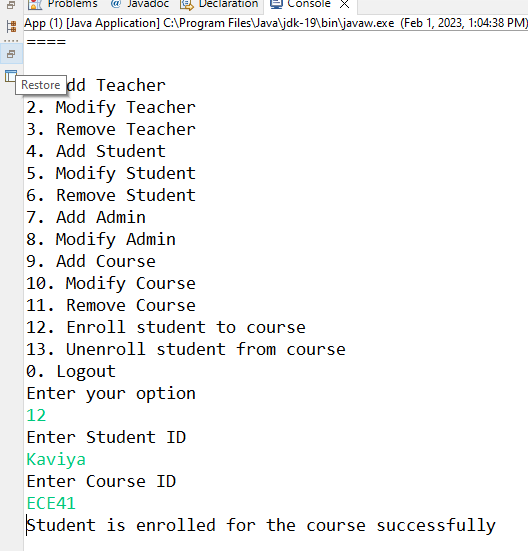 Problems @ Javadoc Declaration Console
App (1) [Java Application] C:\Program Files\Java\jdk-19\bin\javaw.exe (Feb 1, 2023, 1:04:38 PM)
====
Restore
dd Teacher
2. Modify Teacher
3. Remove Teacher
4. Add Student
5. Modify Student
6. Remove Student
7. Add Admin
8. Modify Admin
9. Add Course
10. Modify Course
11. Remove Course
12. Enroll student to course
13. Unenroll student from course
0. Logout
Enter your option
12
Enter Student ID
Kaviya
Enter Course ID
ECE41
Student is enrolled for the course successfully